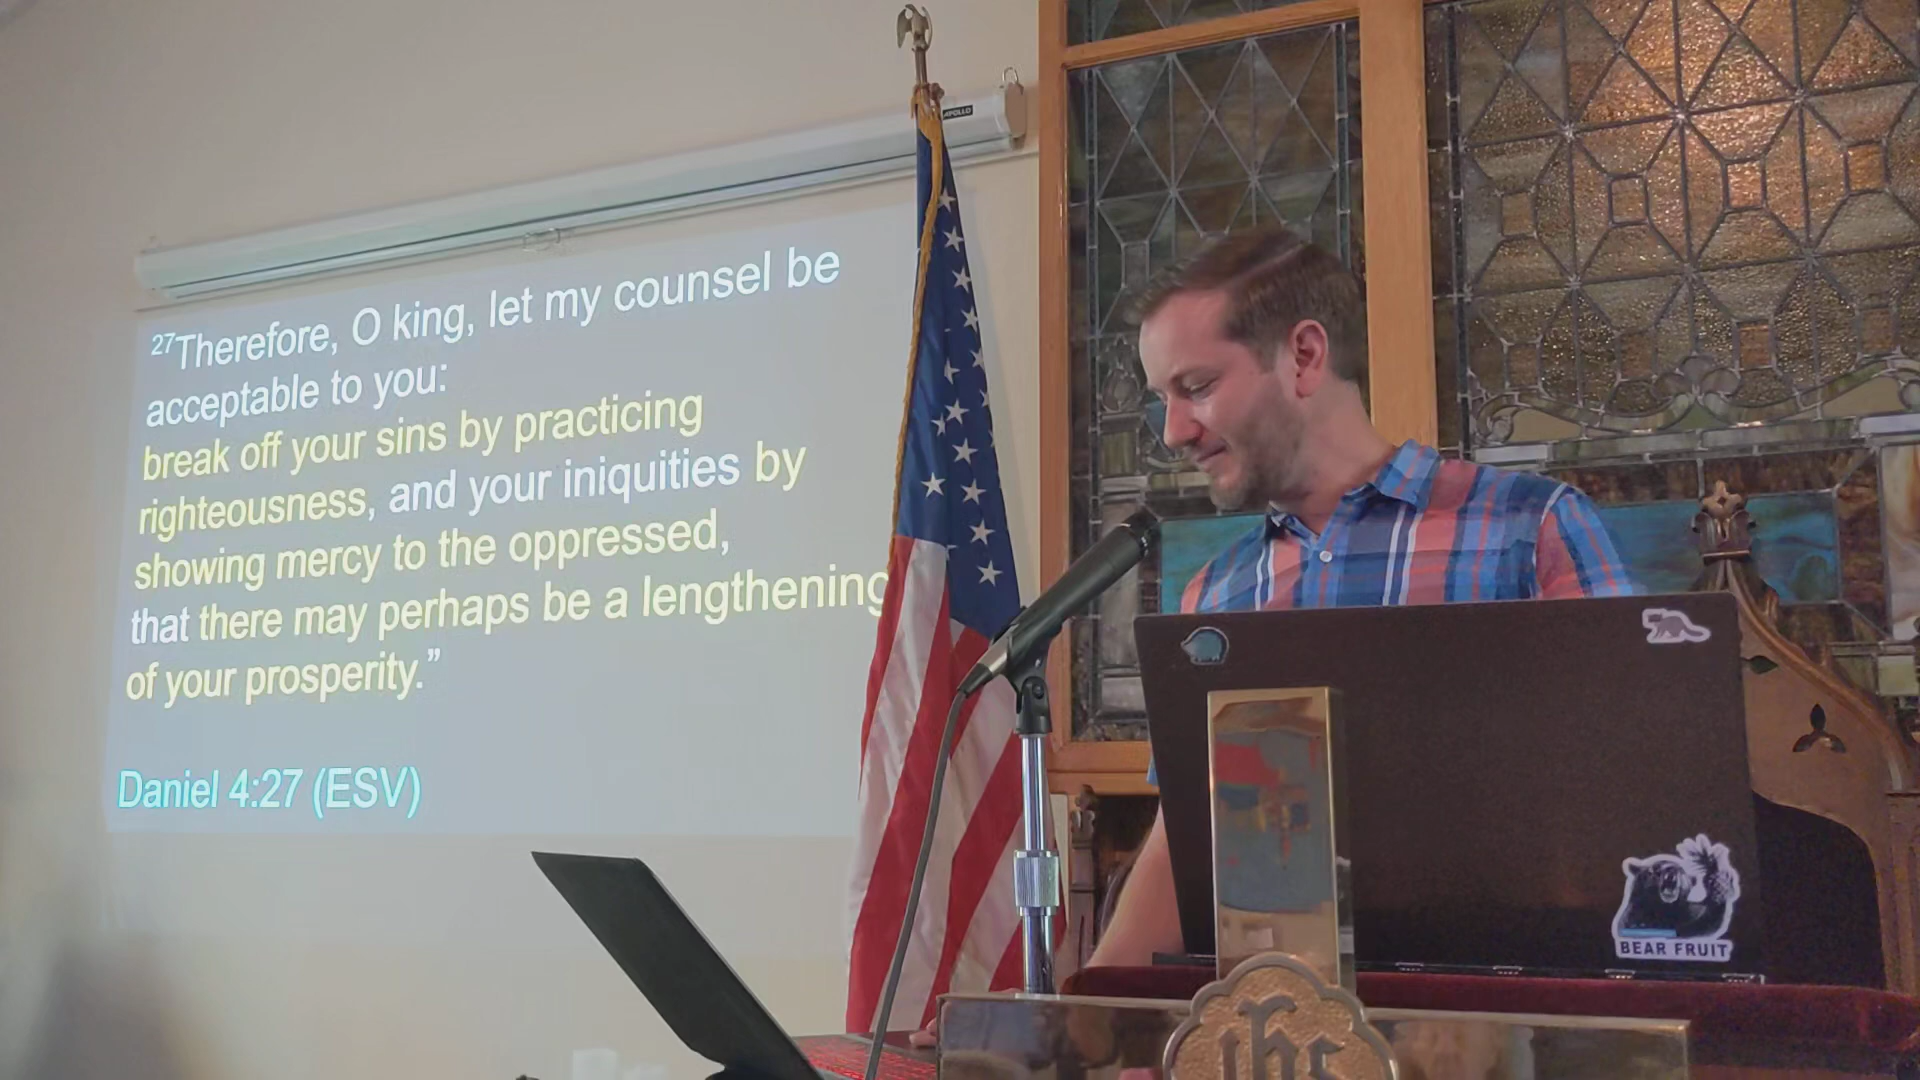 APOLLO
27Therefore, O king, let my counsel be
acceptable to you:
break off your sins by practicing
righteousness, and your iniquities by
showing mercy to the oppressed,
that there may perhaps be a lengthening
of your prosperity.”
Daniel 4:27 (ESV)
BEAR FRUIT
ihs